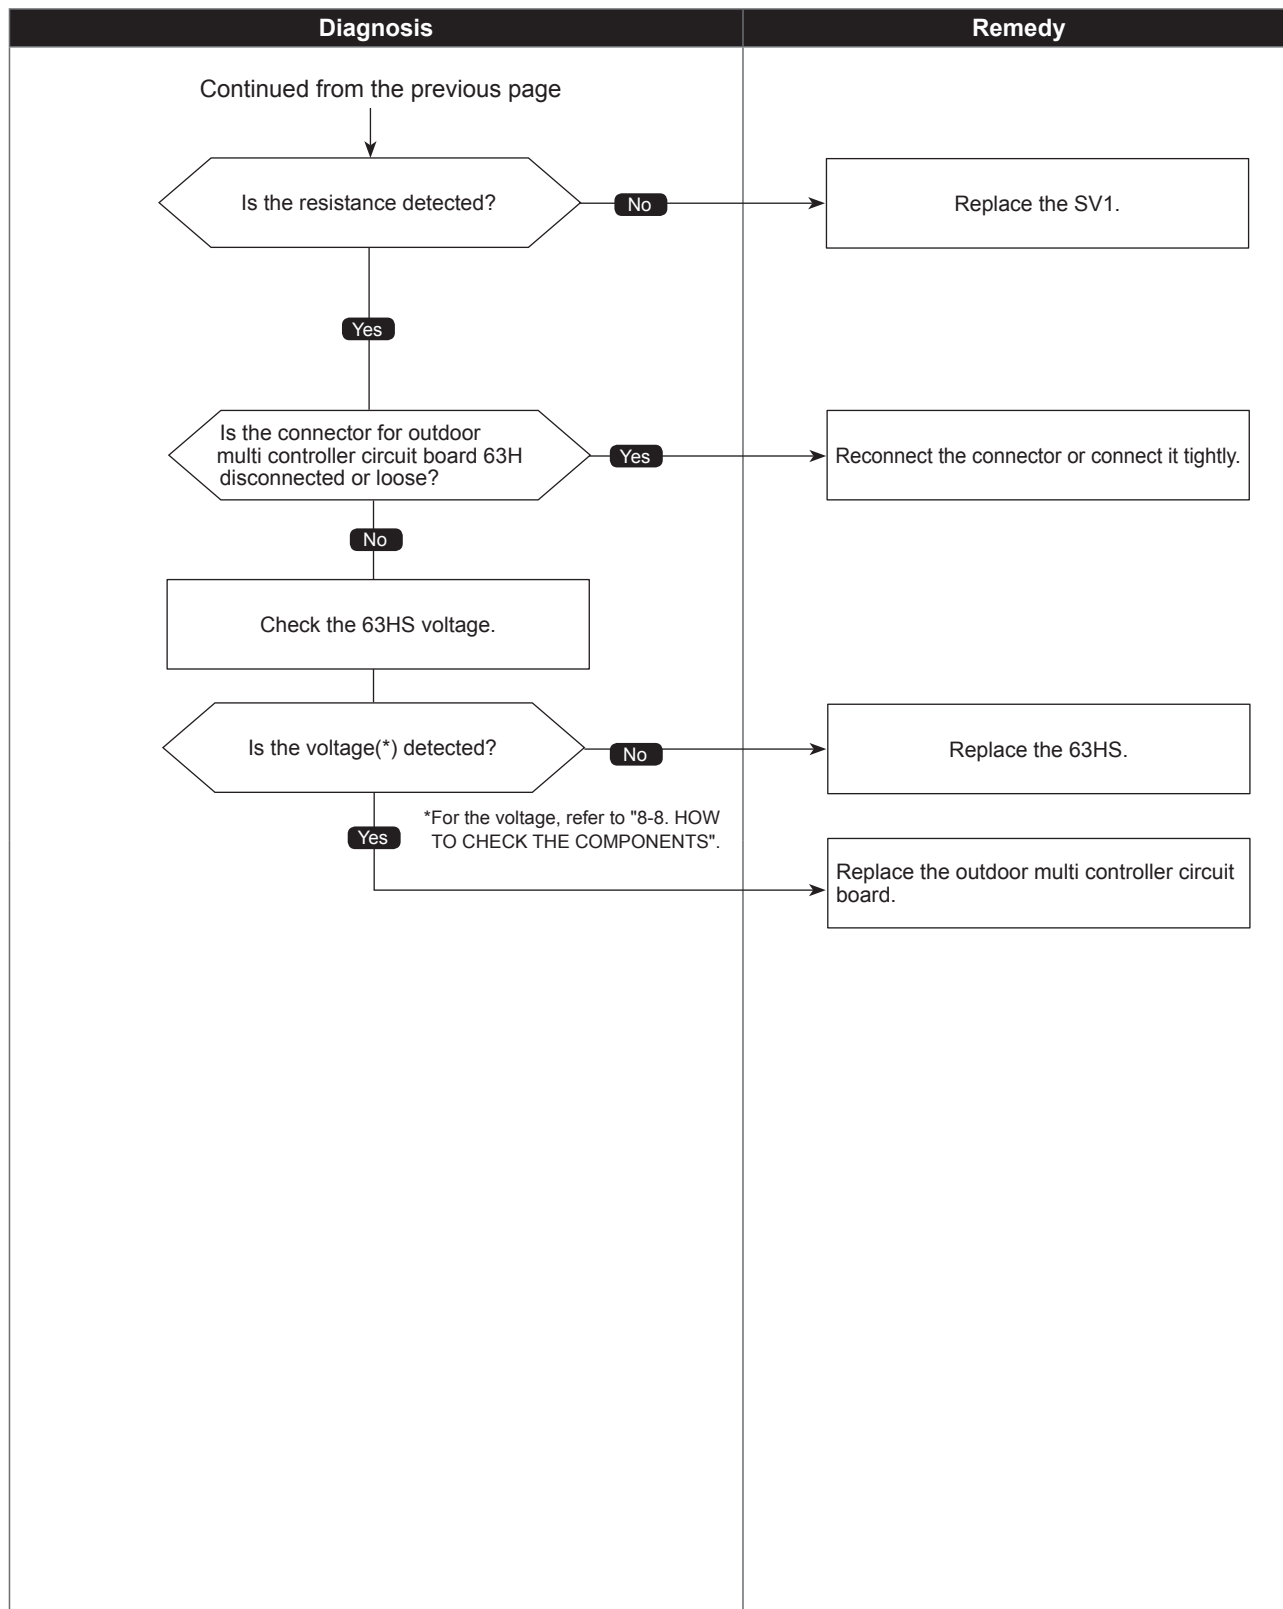 Diagnosis
Remedy
Continued from the previous page
Is the resistance detected?
No
Replace the SV1.
Yes
Is the connector for outdoor
multi controller circuit board 63H
disconnected or loose?
Yes
Reconnect the connector or connect it tightly.
No
Check the 63HS voltage.
Is the voltage(*) detected?
No
Replace the 63HS.
*For the voltage, refer to "8-8. HOW
TO CHECK THE COMPONENTS".
Yes
Replace the outdoor multi controller circuit
board.